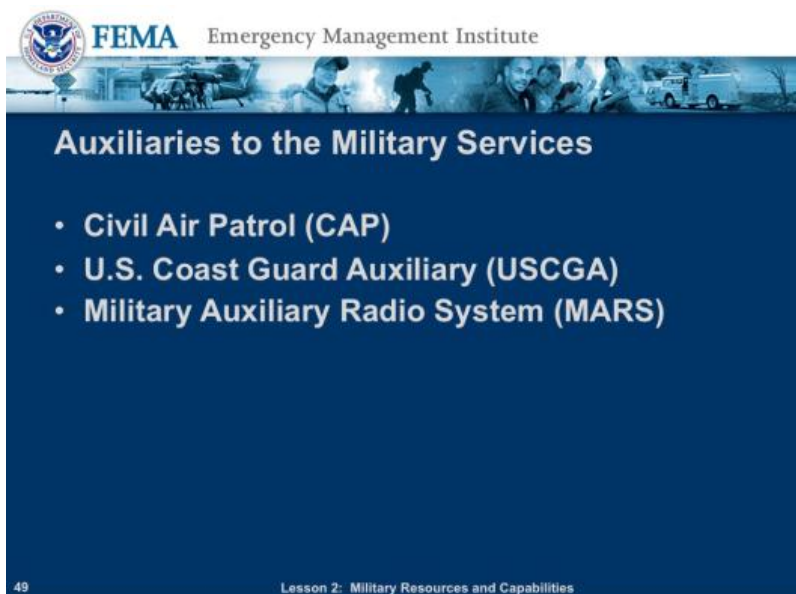 FEMA Emergency Management Institute
Auxiliaries to the Military Services
• Civil Air Patrol (CAP)
• U.S. Coast Guard Auxiliary (USCGA)
• Military Auxiliary Radio System (MARS)
49 Lesson 2: Military Resources and Capabilities